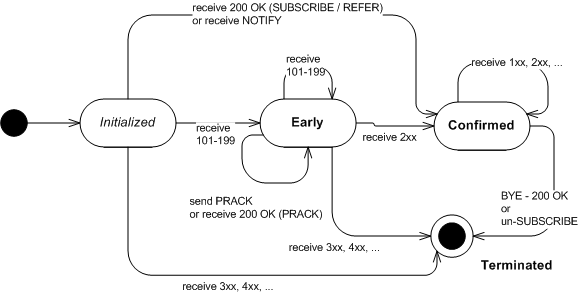 receive 200 OK (SUBSCRIBE / REFER)
or receive NOTIFY
receive
101-199
receive 1xx, 2xx, ...
Initialized
receive
101-199
Early
receive 2xx
Confirmed
send PRACK
or receive 200 OK (PRACK)
BYE - 200 OK
or
un-SUBSCRIBE
receive 3xx, 4xx, ...
Terminated
receive 3xx, 4xx, ...